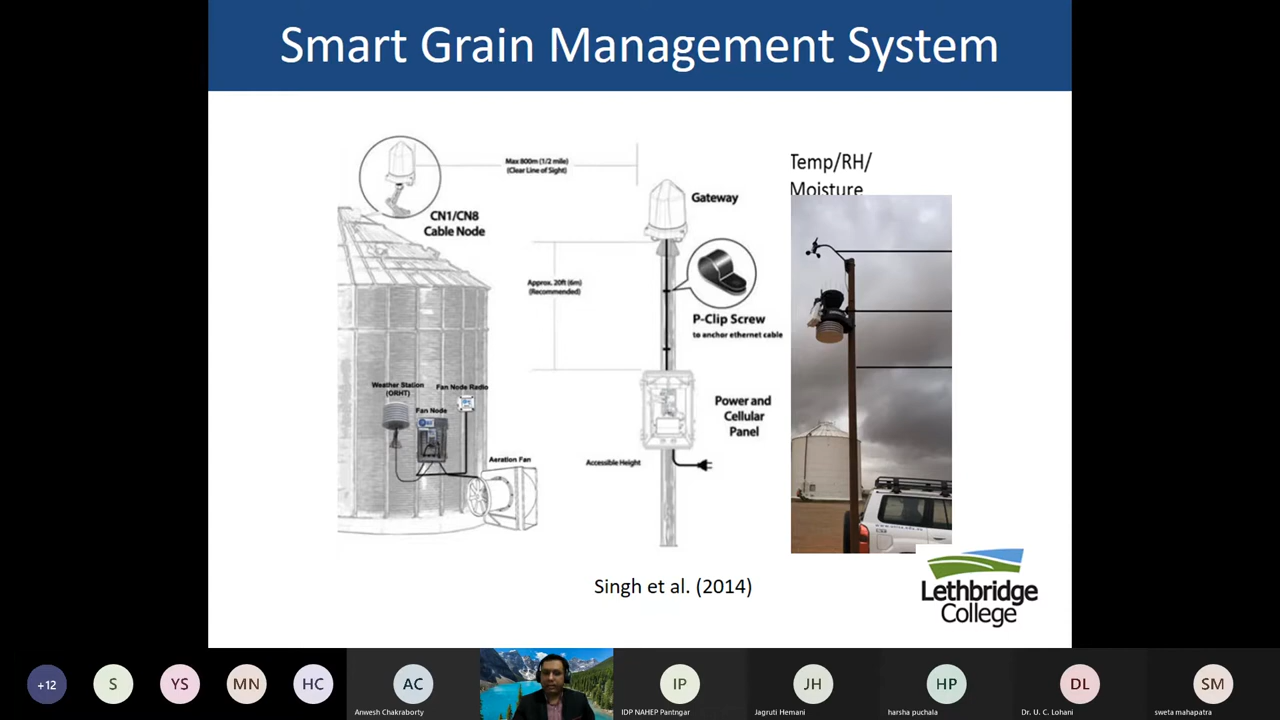 Smart Grain Management System
Max 800m (1/2 mile)
(Clear Line of Sight)
CN1/CN8
Cable Node
Gateway
Approx. 20ft (6m)
(Recommended)
P-Clip Screw
to anchor ethernet cable
Weather Station
(ORHT)
Fan Node Radio
Fan Node
Aeration Fan
Power and
Cellular
Panel
Accessible Height
Temp/RH/
Moisture
Singh et al. (2014)
Lethbridge
College
+12
S
YS
MN
HC
AC
IP
JH
HP
DL
SM
Anwesh Chakraborty
IDP NAHEP Pantngar
Jagruti Hemani
harsha puchala
Dr. U. C. Lohani
sweta mahapatra